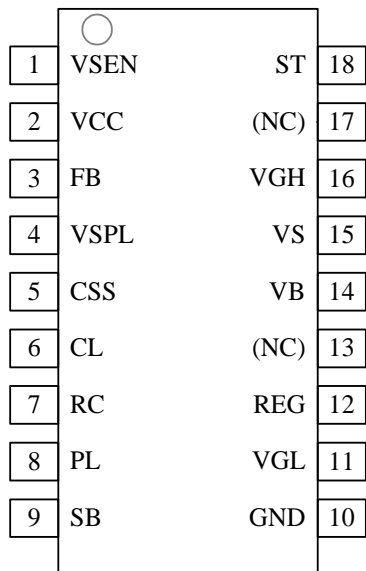 1 VSEN ST 18
2 VCC (NC) 17
3 FB VGH 16
4 VSPL VS 15
5 CSS VB 14
6 CL (NC) 13
7 RC REG 12
8 PL VGL 11
9 SB GND 10